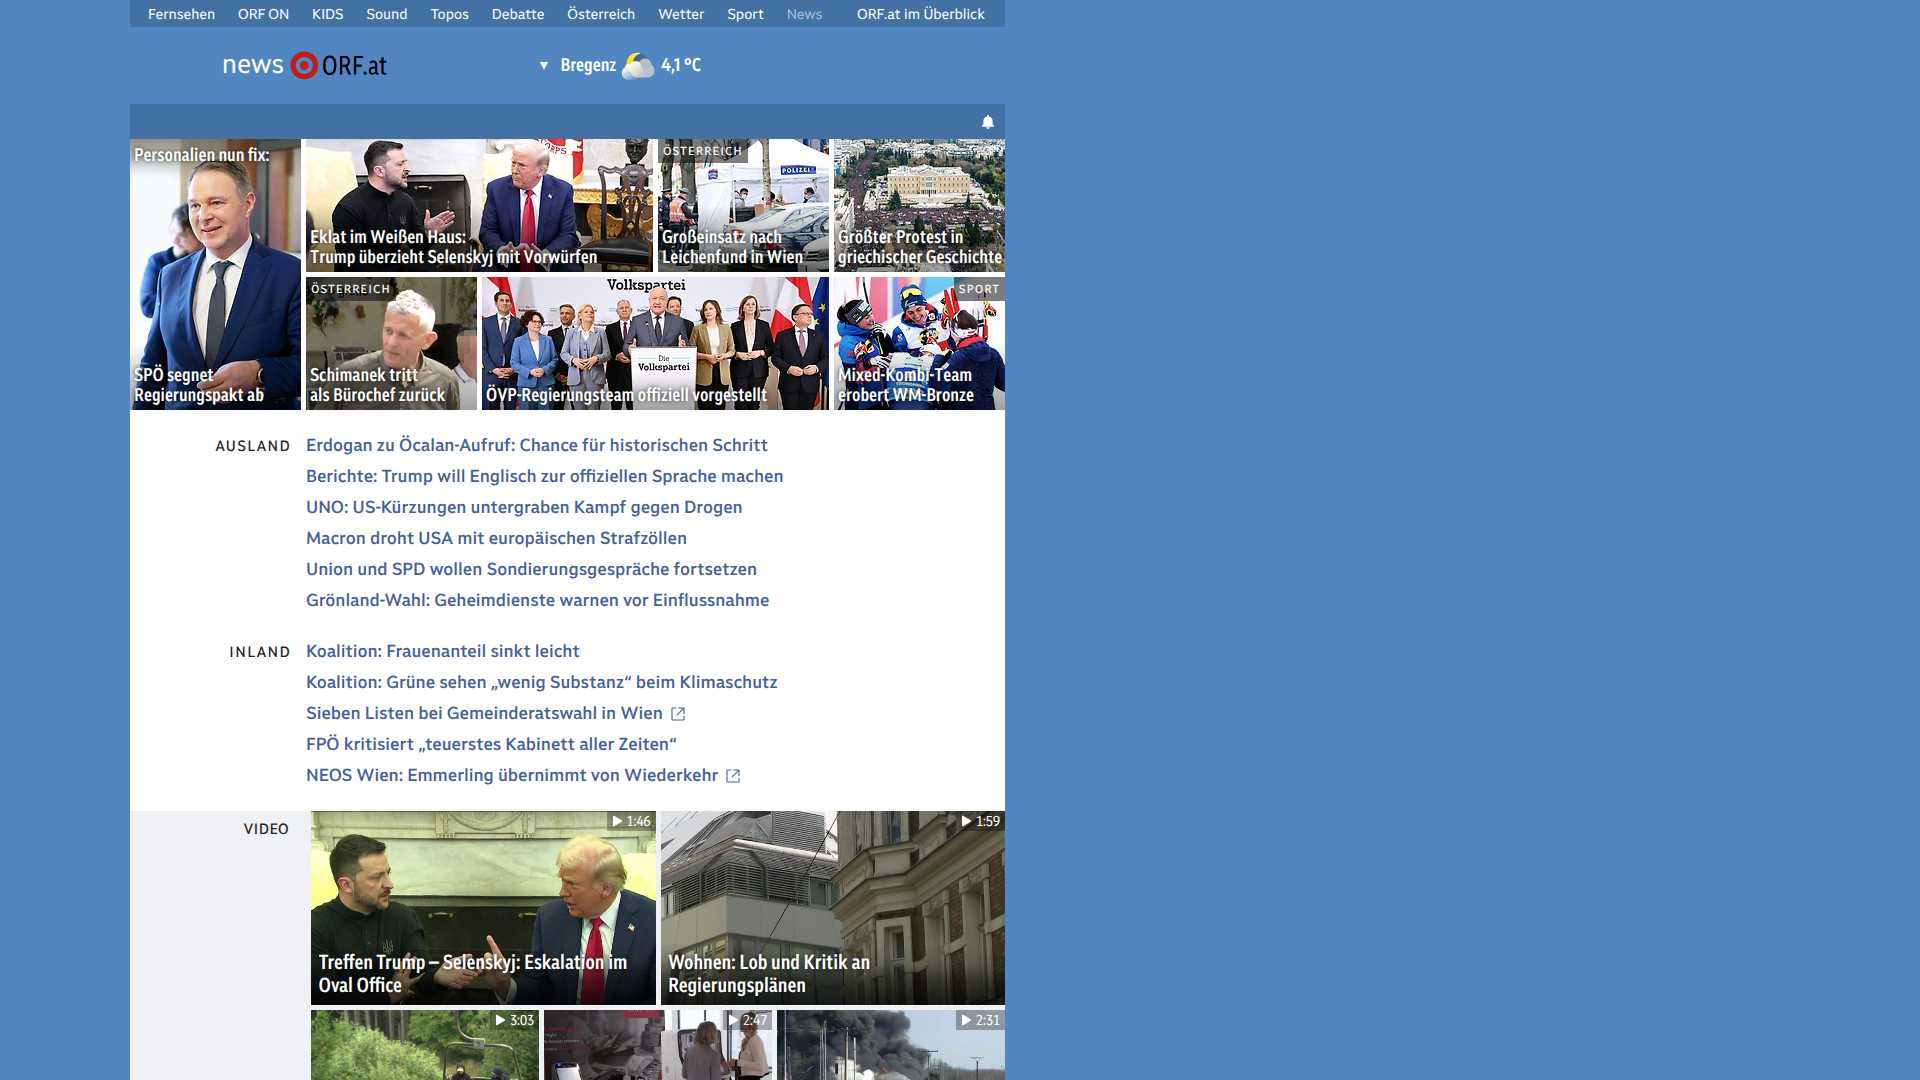 Fernsehen ORF ON KIDS Sound Topos Debatte Österreich Wetter Sport News ORF.at im Überblick
news ORF.at
▼ Bregenz 4,1 °C
Personalien nun fix:
SPÖ segnet
Regierungspakt ab
Eklat im Weißen Haus:
Trump überzieht Selenskyj mit Vorwürfen
ÖSTERREICH
POLIZEI
Großeinsatz nach
Leichenfund in Wien
Größter Protest in
griechischer Geschichte
ÖSTERREICH
Schimanek tritt
als Bürochef zurück
Volkspartei
Die
Volkspartei
ÖVP-Regierungsteam offiziell vorgestellt
SPORT
Mixed-Kombi-Team
erobert WM-Bronze
AUSLAND
Erdogan zu Öcalan-Aufruf: Chance für historischen Schritt
Berichte: Trump will Englisch zur offiziellen Sprache machen
UNO: US-Kürzungen untergraben Kampf gegen Drogen
Macron droht USA mit europäischen Strafzöllen
Union und SPD wollen Sondierungsgespräche fortsetzen
Grönland-Wahl: Geheimdienste warnen vor Einflussnahme
INLAND
Koalition: Frauenanteil sinkt leicht
Koalition: Grüne sehen „wenig Substanz“ beim Klimaschutz
Sieben Listen bei Gemeinderatswahl in Wien
FPÖ kritisiert „teuerstes Kabinett aller Zeiten“
NEOS Wien: Emmerling übernimmt von Wiederkehr
VIDEO
1:46
Treffen Trump – Selenskyj: Eskalation im
Oval Office
1:59
Wohnen: Lob und Kritik an
Regierungsplänen
3:03
2:47
2:31